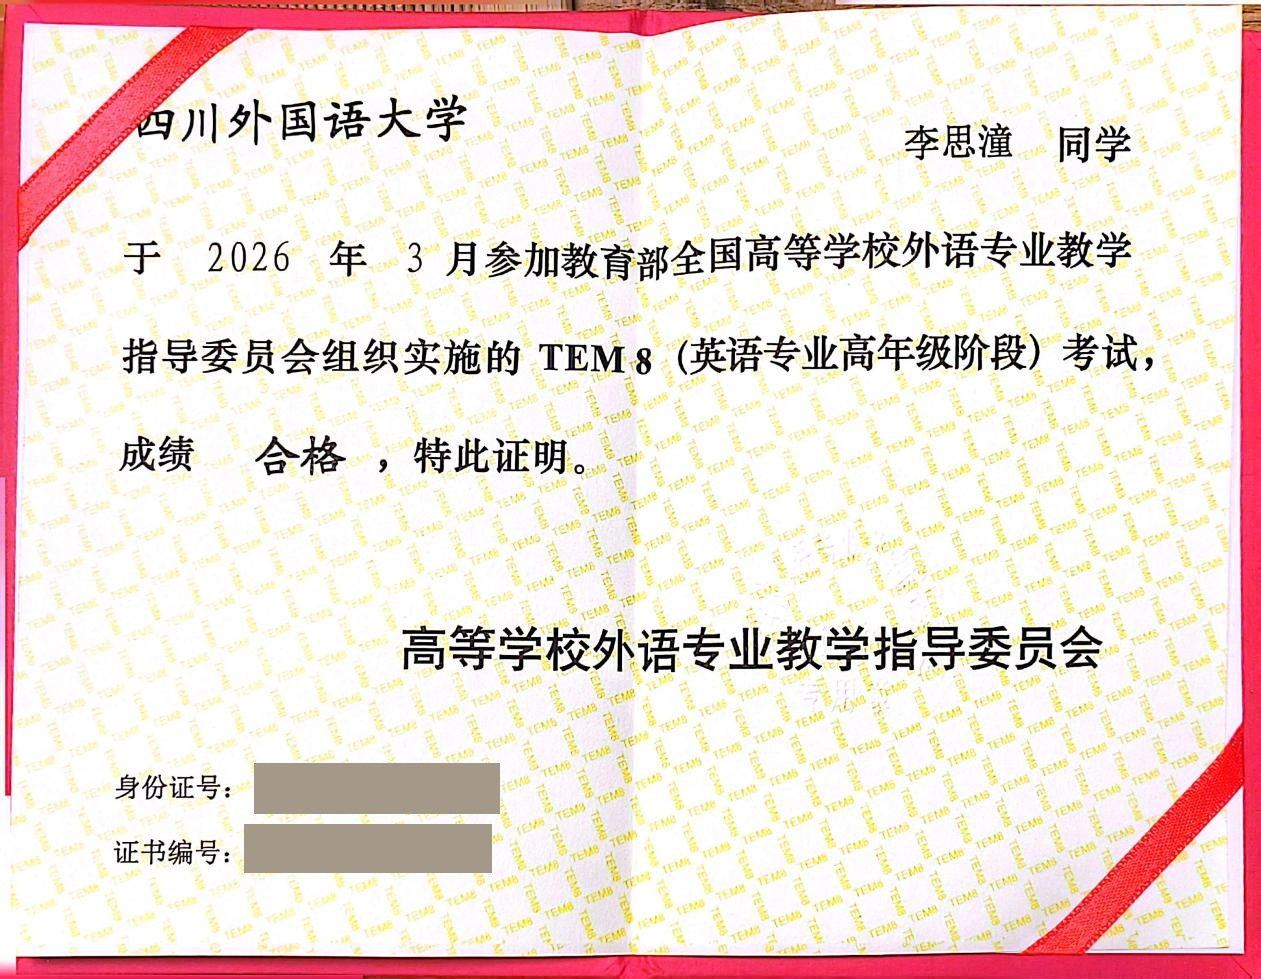 四川外国语大学
李思潼 同学
于 2026 年 3 月参加教育部全国高等学校外语专业教学
指导委员会组织实施的 TEM 8（英语专业高年级阶段）考试，
成绩 合格 ，特此证明。
高等学校外语专业教学指导委员会
身份证号：
证书编号：